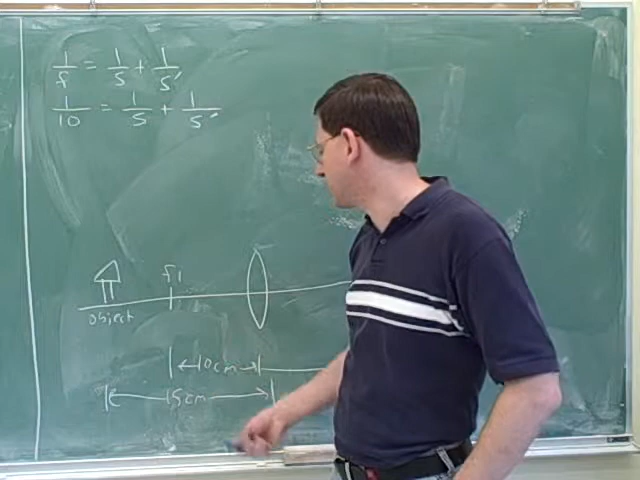 1/f = 1/s + 1/s'
1/10 = 1/s + 1/s'
f1
object
10cm
15cm